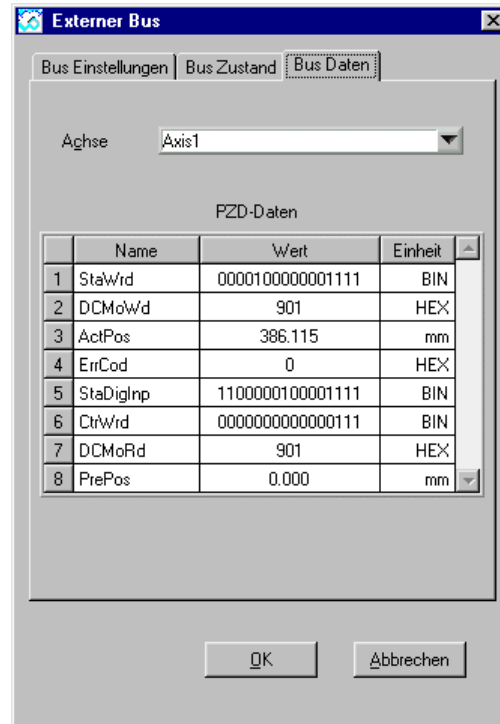 Externer Bus
Bus Einstellungen Bus Zustand Bus Daten
Achse Axis1
PZD-Daten
Name Wert Einheit
1 StaWrd 0000100000001111 BIN
2 DCMoWd 901 HEX
3 ActPos 386.115 mm
4 ErrCod 0 HEX
5 StaDigInp 1100000100001111 BIN
6 CtrWrd 0000000000000111 BIN
7 DCMoRd 901 HEX
8 PrePos 0.000 mm
OK Abbrechen